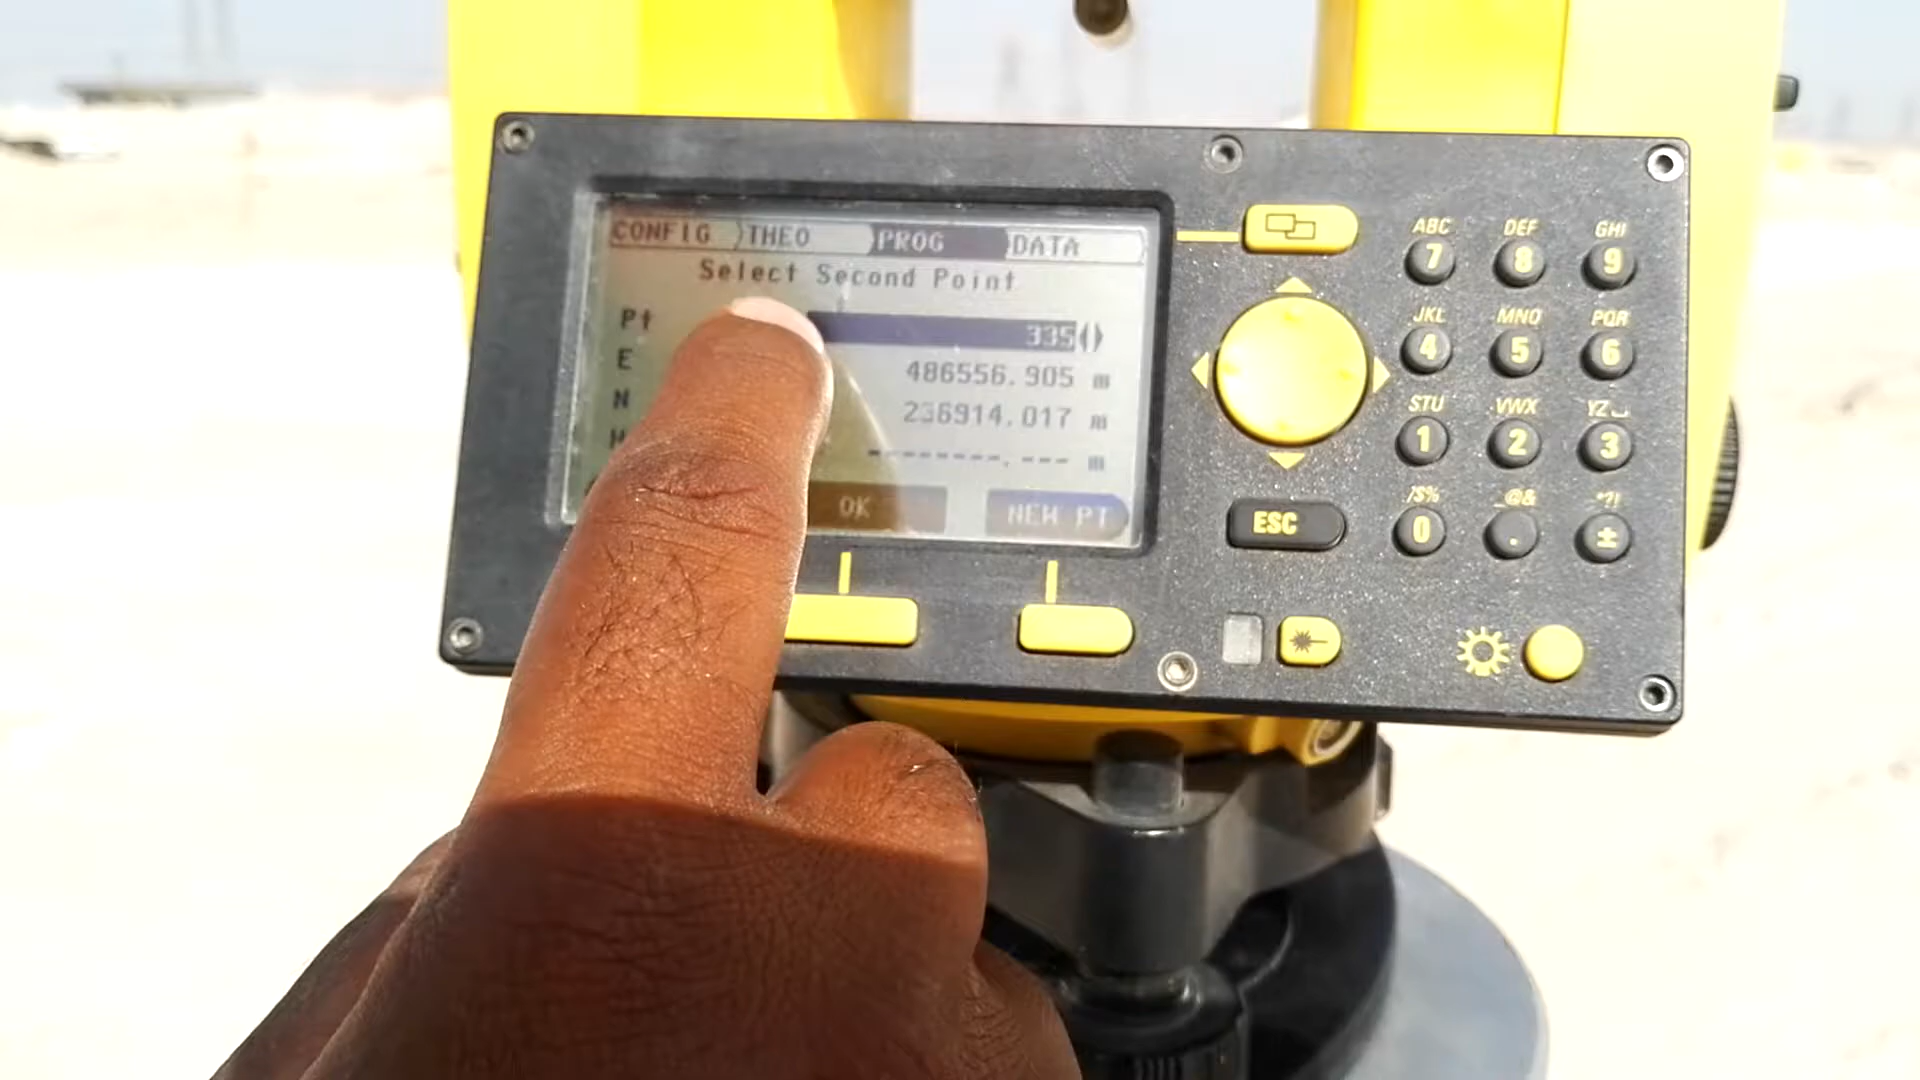 CONFIG THEO PROG DATA
Select Second Point
Pt 335
E 486556.905 m
N 236914.017 m
--------.--- m
OK NEW PT
ABC DEF GHI
7 8 9
JKL MNO PQR
4 5 6
STU VWX YZ
1 2 3
/$% _@& *?!
0 . ±
ESC